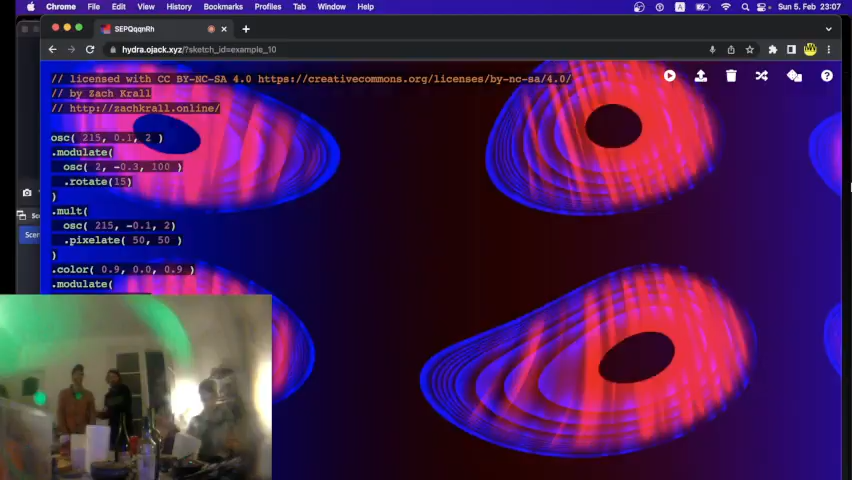 Chrome File Edit View History Bookmarks Profiles Tab Window Help A Sun 5. Feb 23:07
SEPQqqnRh
hydra.ojack.xyz/?sketch_id=example_10
// licensed with CC BY-NC-SA 4.0 https://creativecommons.org/licenses/by-nc-sa/4.0/
// by Zach Krall
// http://zachkrall.online/
osc( 215, 0.1, 2 )
.modulate(
osc( 2, -0.3, 100 )
.rotate(15)
)
.mult(
osc( 215, -0.1, 2)
.pixelate( 50, 50 )
)
.color( 0.9, 0.0, 0.9 )
.modulate(